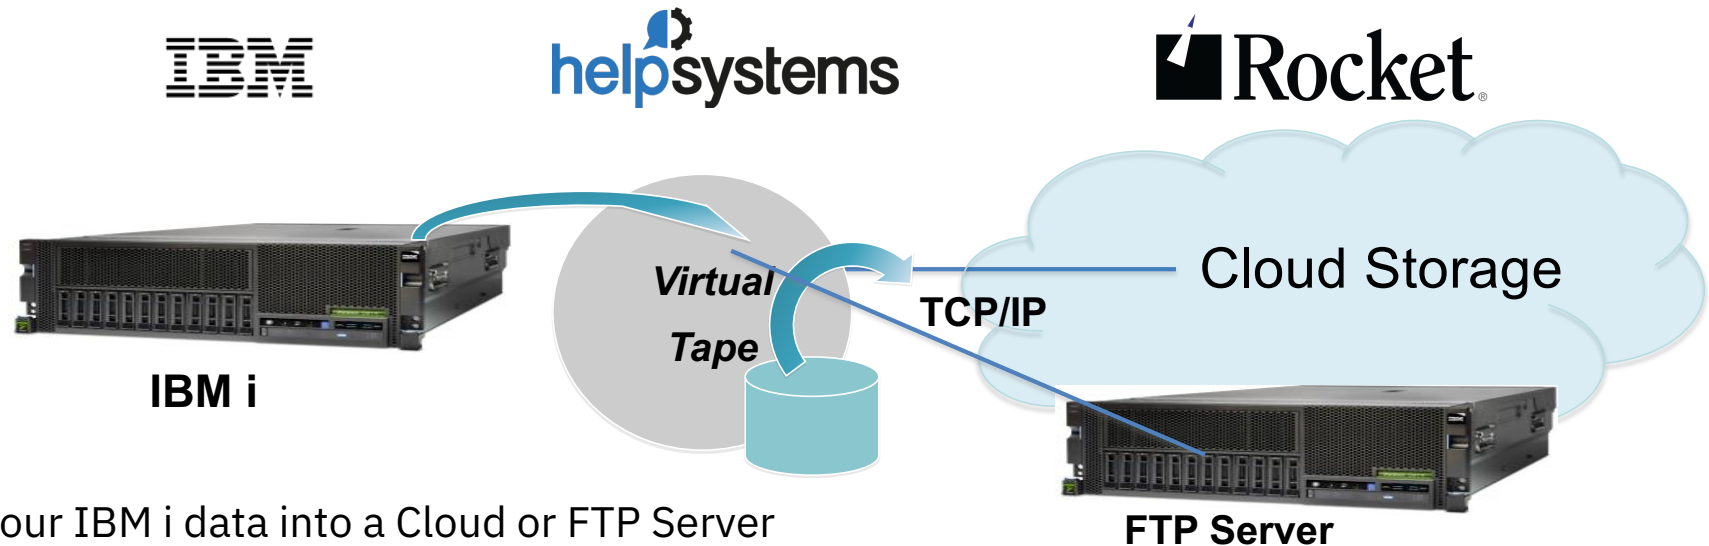 IBM
helpsystems
Rocket®
Virtual
Tape
TCP/IP
Cloud Storage
IBM i
our IBM i data into a Cloud or FTP Server
FTP Server